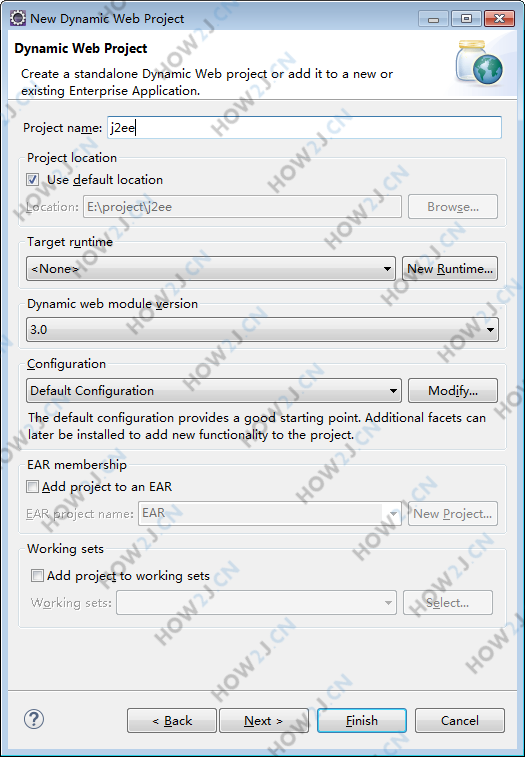 New Dynamic Web Project
Dynamic Web Project
Create a standalone Dynamic Web project or add it to a new or
existing Enterprise Application.
Project name: j2ee
Project location
Use default location
Location: E:\project\j2ee Browse...
Target runtime
<None> New Runtime...
Dynamic web module version
3.0
Configuration
Default Configuration Modify...
The default configuration provides a good starting point. Additional facets can
later be installed to add new functionality to the project.
EAR membership
Add project to an EAR
EAR project name: EAR New Project...
Working sets
Add project to working sets
Working sets: Select...
? < Back Next > Finish Cancel
HOW2J.CN